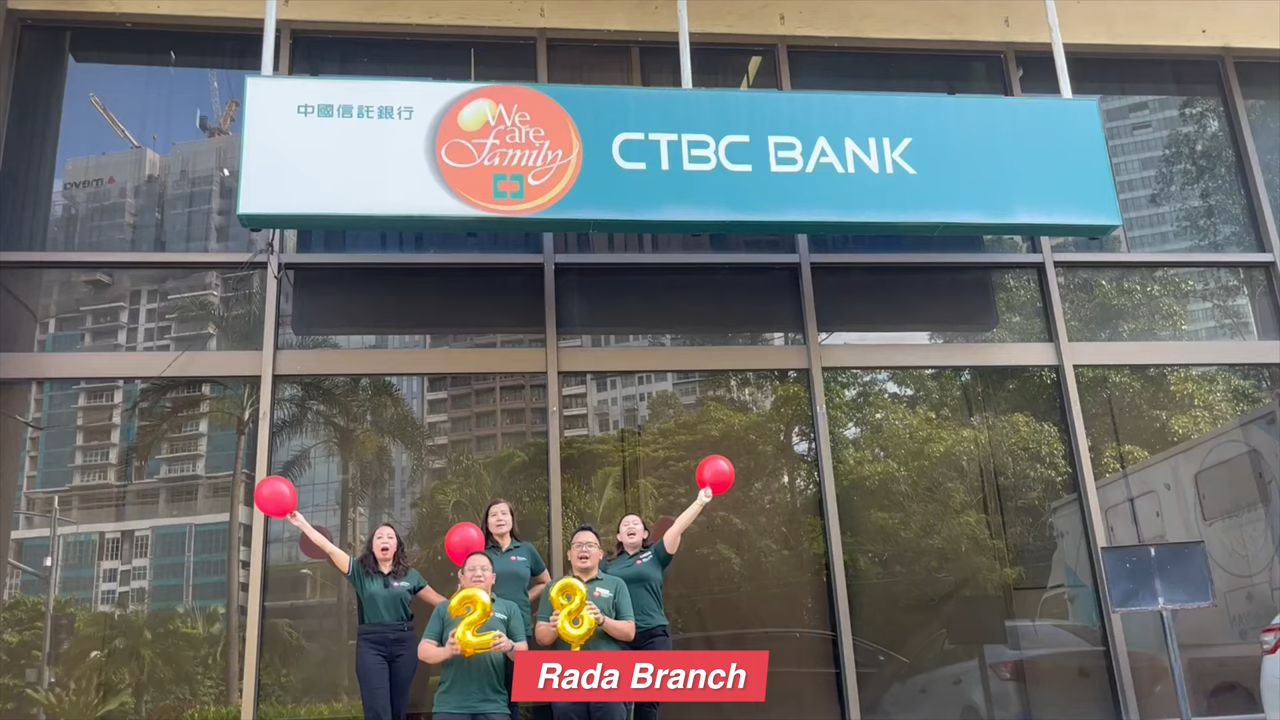 中國信託銀行
We
are
Family
CTBC BANK
28
Rada Branch